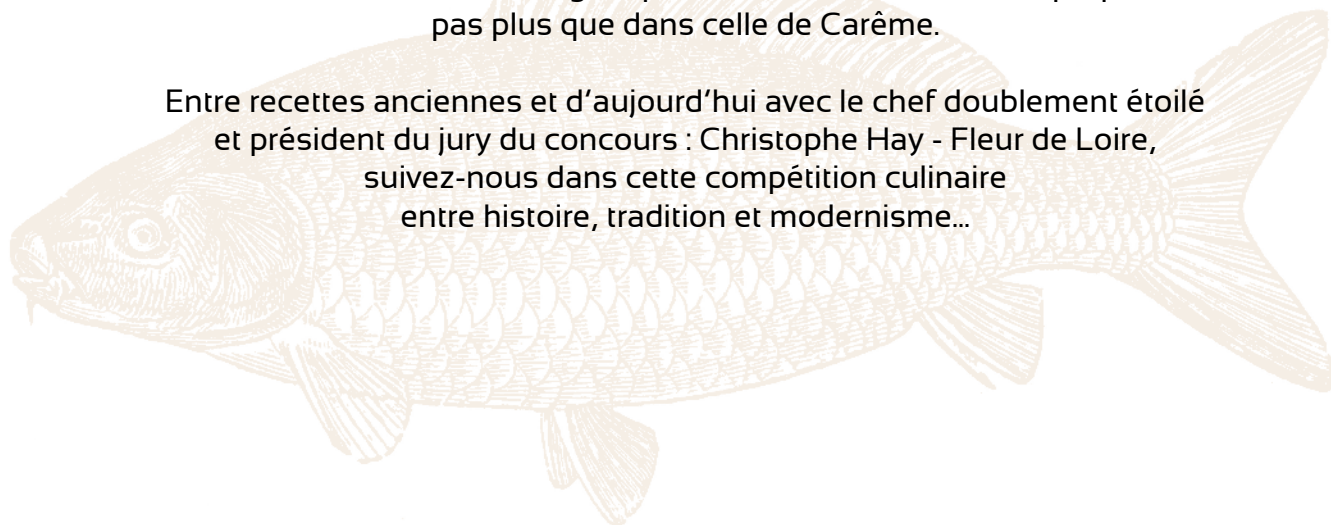 pas plus que dans celle de Carême.
Entre recettes anciennes et d’aujourd’hui avec le chef doublement étoilé
et président du jury du concours : Christophe Hay - Fleur de Loire,
suivez-nous dans cette compétition culinaire
entre histoire, tradition et modernisme...